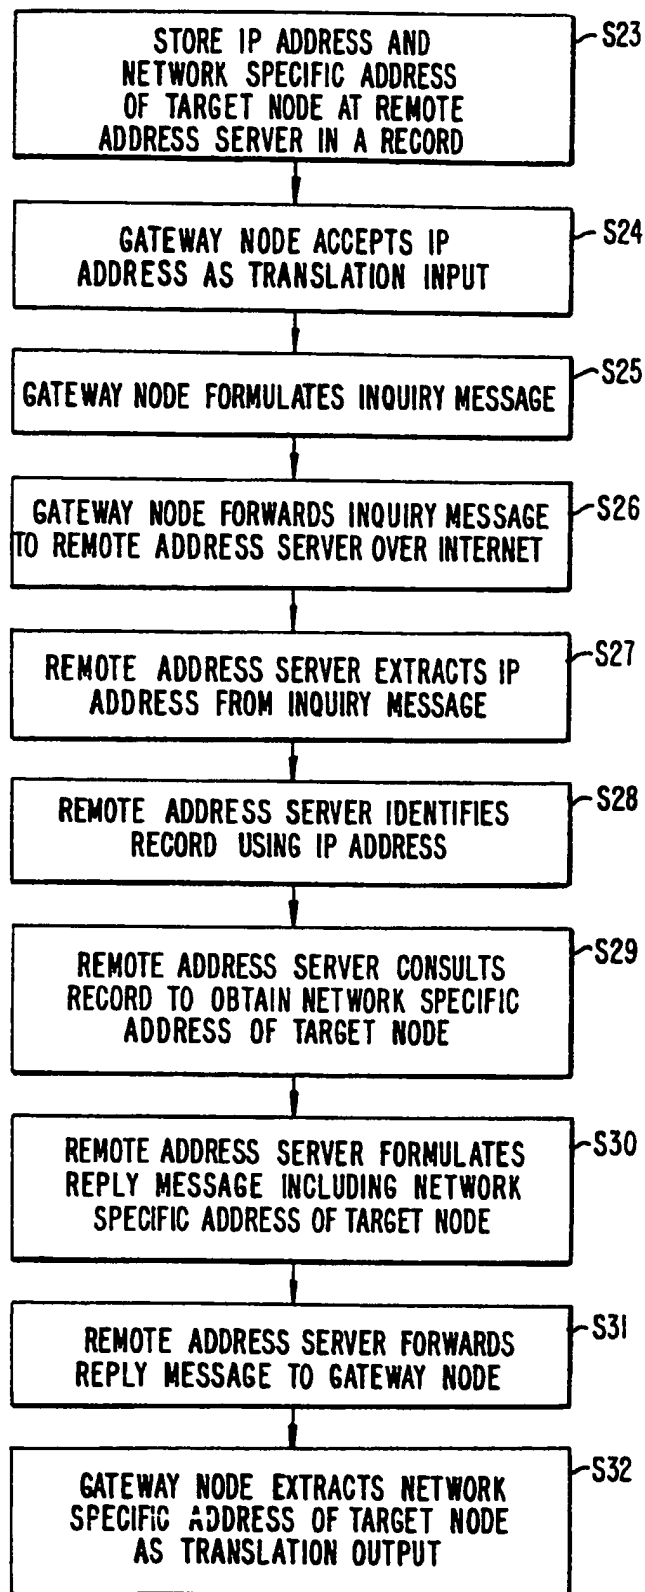 STORE IP ADDRESS AND
NETWORK SPECIFIC ADDRESS
OF TARGET NODE AT REMOTE
ADDRESS SERVER IN A RECORD
S23
GATEWAY NODE ACCEPTS IP
ADDRESS AS TRANSLATION INPUT
S24
GATEWAY NODE FORMULATES INQUIRY MESSAGE
S25
GATEWAY NODE FORWARDS INQUIRY MESSAGE
TO REMOTE ADDRESS SERVER OVER INTERNET
S26
REMOTE ADDRESS SERVER EXTRACTS IP
ADDRESS FROM INQUIRY MESSAGE
S27
REMOTE ADDRESS SERVER IDENTIFIES
RECORD USING IP ADDRESS
S28
REMOTE ADDRESS SERVER CONSULTS
RECORD TO OBTAIN NETWORK SPECIFIC
ADDRESS OF TARGET NODE
S29
REMOTE ADDRESS SERVER FORMULATES
REPLY MESSAGE INCLUDING NETWORK
SPECIFIC ADDRESS OF TARGET NODE
S30
REMOTE ADDRESS SERVER FORWARDS
REPLY MESSAGE TO GATEWAY NODE
S31
GATEWAY NODE EXTRACTS NETWORK
SPECIFIC ADDRESS OF TARGET NODE
AS TRANSLATION OUTPUT
S32